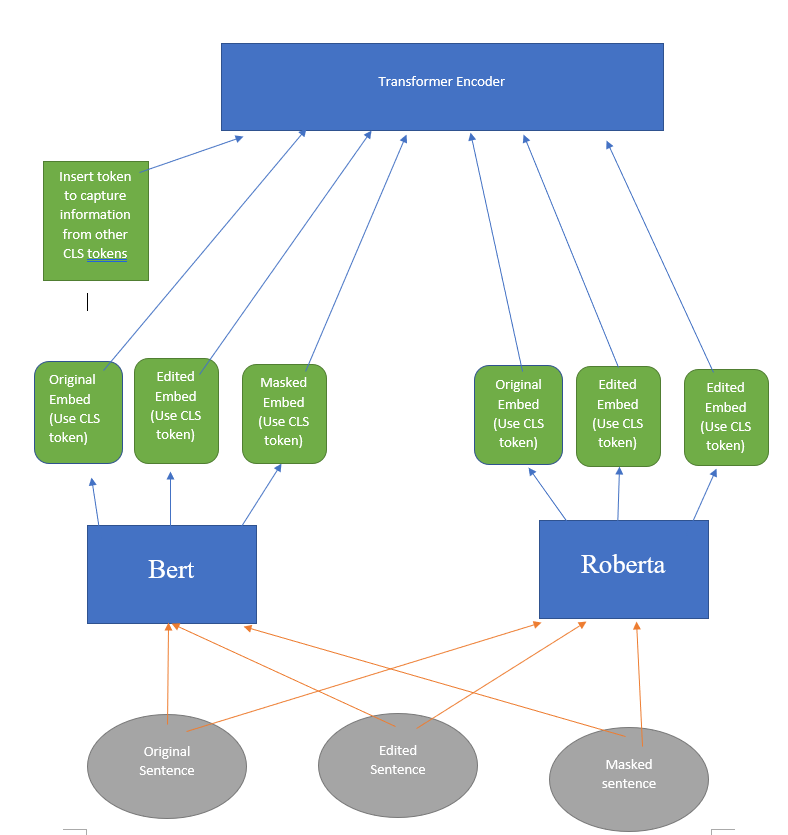 Transformer Encoder
Insert token
to capture
information
from other
CLS tokens
Original
Embed
(Use CLS
token)
Edited
Embed
(Use CLS
token)
Masked
Embed
(Use CLS
token)
Original
Embed
(Use CLS
token)
Edited
Embed
(Use CLS
token)
Edited
Embed
(Use CLS
token)
Bert
Roberta
Original
Sentence
Edited
Sentence
Masked
sentence